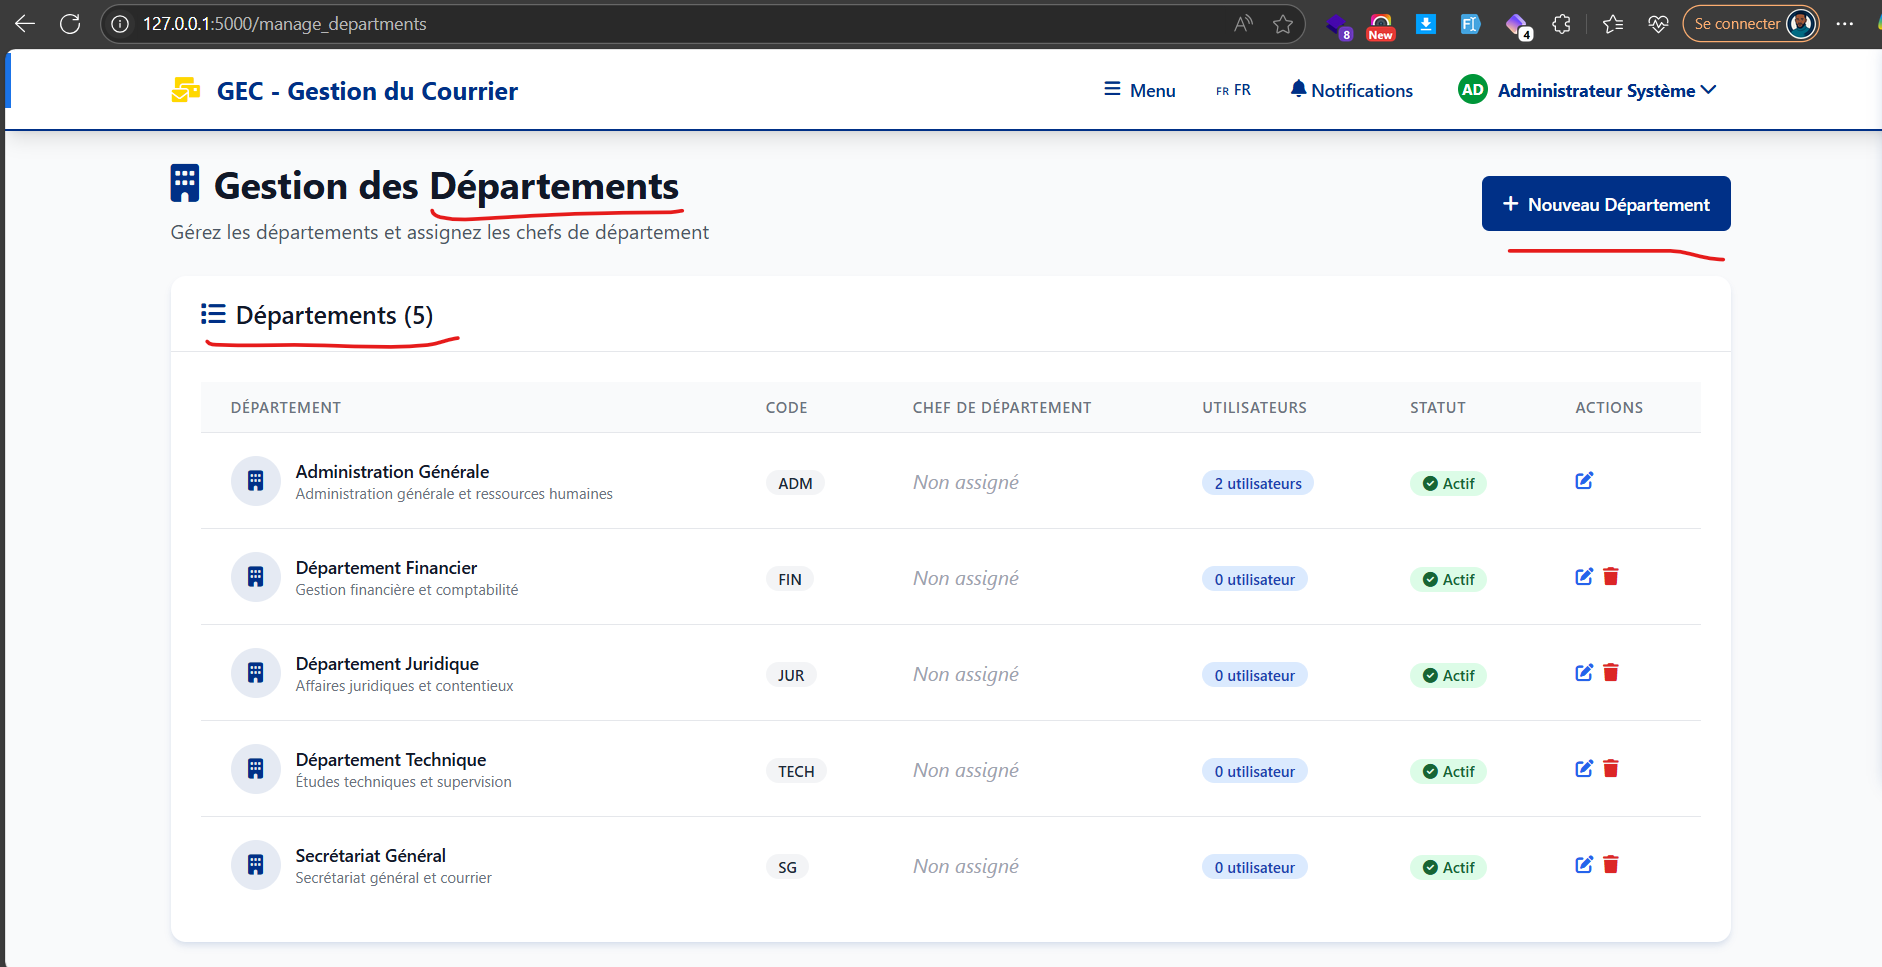 127.0.0.1:5000/manage_departments
8
New
4
Se connecter
GEC - Gestion du Courrier
Menu
FR FR
Notifications
AD
Administrateur Système
Gestion des Départements
Gérez les départements et assignez les chefs de département
+ Nouveau Département
Départements (5)
DÉPARTEMENT CODE CHEF DE DÉPARTEMENT UTILISATEURS STATUT ACTIONS
Administration Générale
Administration générale et ressources humaines
ADM Non assigné 2 utilisateurs Actif
Département Financier
Gestion financière et comptabilité
FIN Non assigné 0 utilisateur Actif
Département Juridique
Affaires juridiques et contentieux
JUR Non assigné 0 utilisateur Actif
Département Technique
Études techniques et supervision
TECH Non assigné 0 utilisateur Actif
Secrétariat Général
Secrétariat général et courrier
SG Non assigné 0 utilisateur Actif